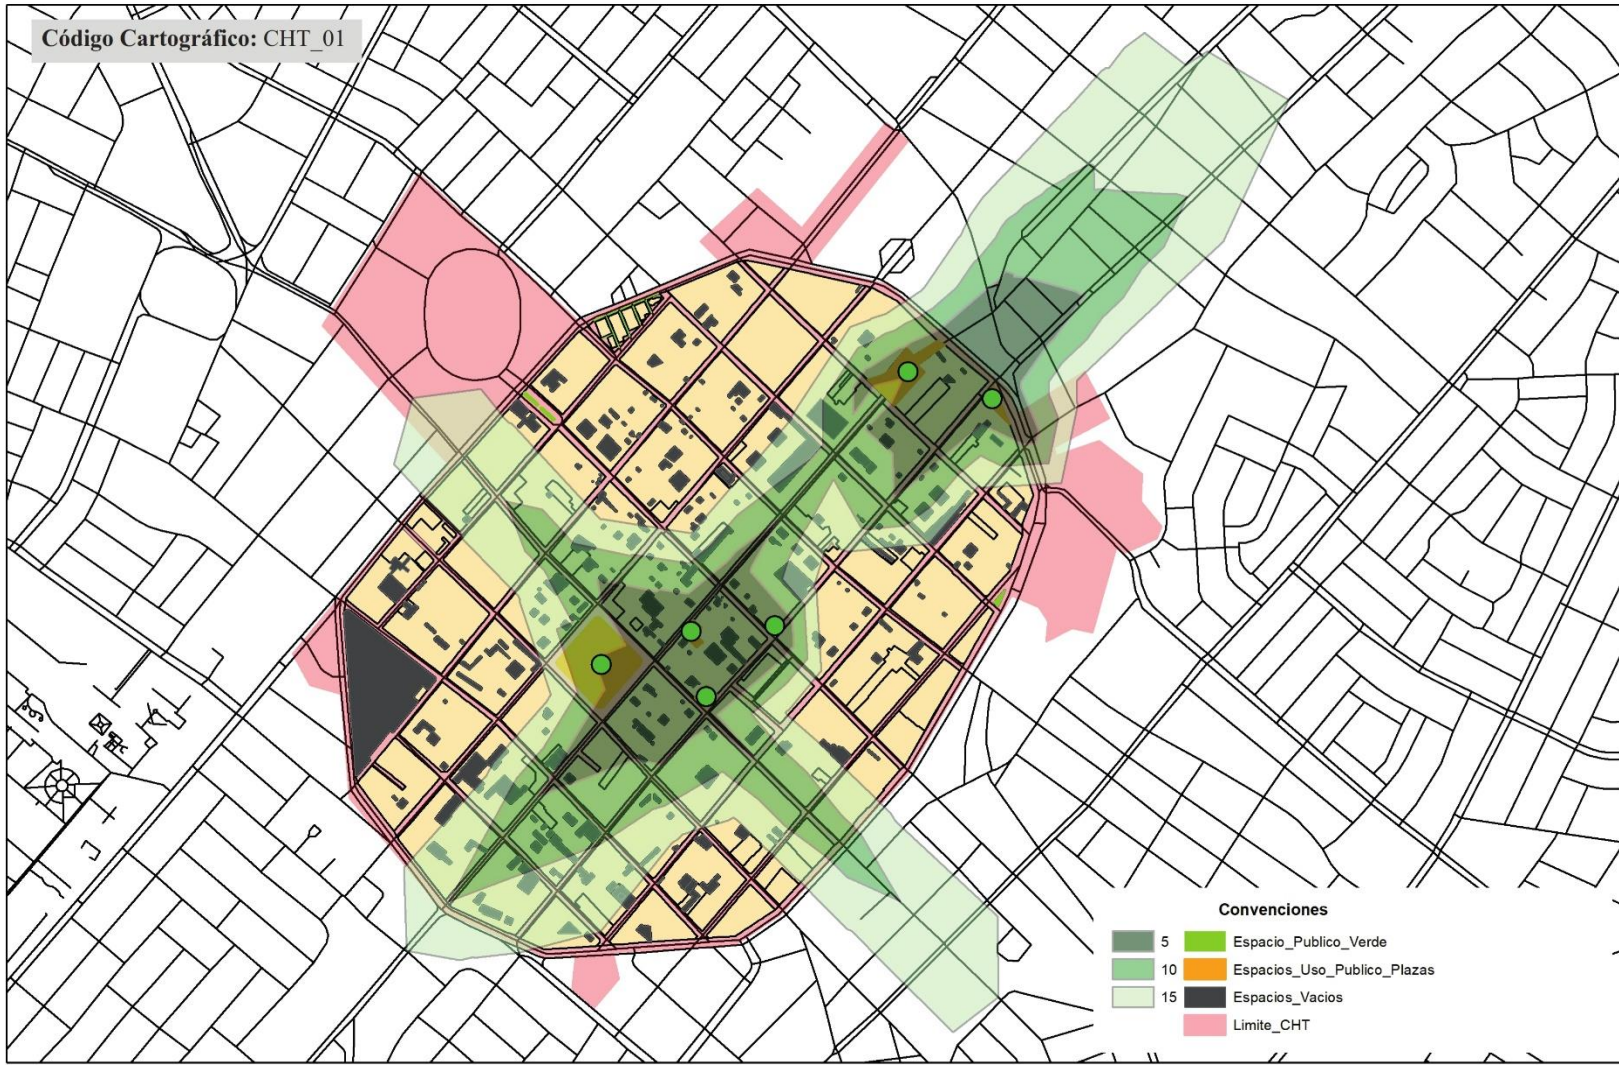 Código Cartográfico: CHT_01
Convenciones
5 Espacio_Publico_Verde
10 Espacios_Uso_Publico_Plazas
15 Espacios_Vacios
Limite_CHT